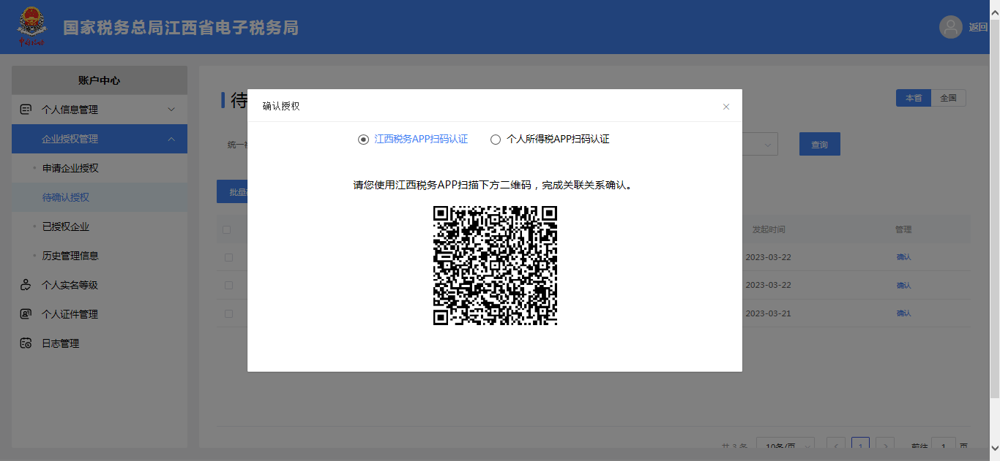 国家税务总局江西省电子税务局
返回
账户中心
个人信息管理
企业授权管理
申请企业授权
待确认授权
已授权企业
历史管理信息
个人实名等级
个人证件管理
日志管理
待
本省
全国
统一
查询
批量
确认授权
江西税务APP扫码认证
个人所得税APP扫码认证
请您使用江西税务APP扫描下方二维码，完成关联关系确认。
发起时间 管理
2023-03-22 确认
2023-03-22 确认
2023-03-21 确认
共 3 条 10条/页 1 前往 1 页